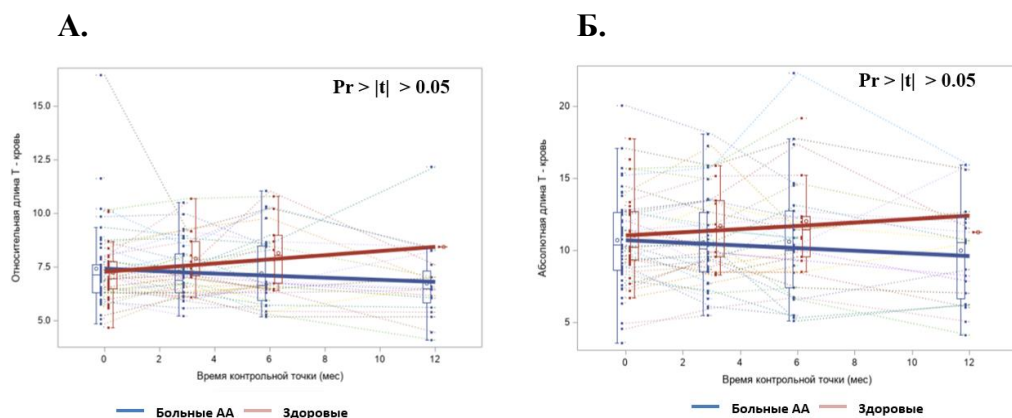 А.
Pr > |t| > 0.05
Относительная длина Т - кровь
15.0
12.5
10.0
7.5
5.0
0 2 4 6 8 10 12
Время контрольной точки (мес)
Больные АА Здоровые
Б.
Pr > |t| > 0.05
Абсолютная длина Т - кровь
20
15
10
5
0 2 4 6 8 10 12
Время контрольной точки (мес)
Больные АА Здоровые